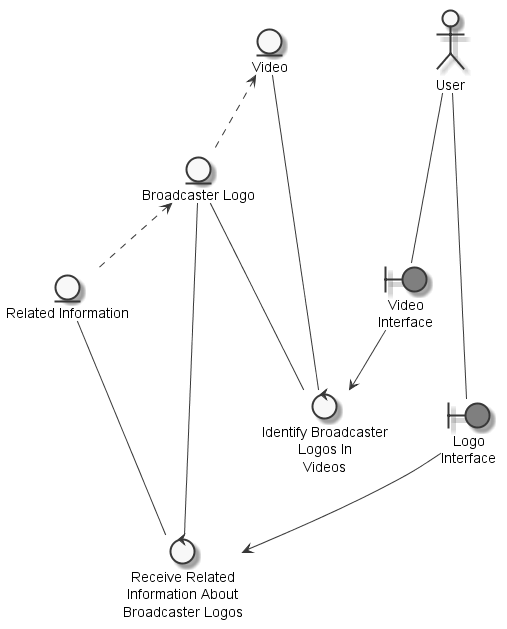 Video
User
Broadcaster Logo
Related Information
Video
Interface
Identify Broadcaster
Logos In
Videos
Logo
Interface
Receive Related
Information About
Broadcaster Logos